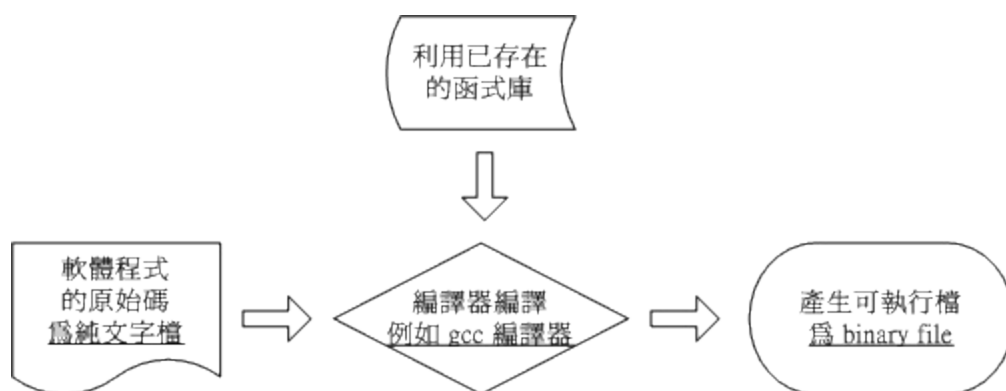 利用已存在
的函式庫
軟體程式
的原始碼
爲純文字檔
編譯器編譯
例如 gcc 編譯器
產生可執行檔
爲 binary file